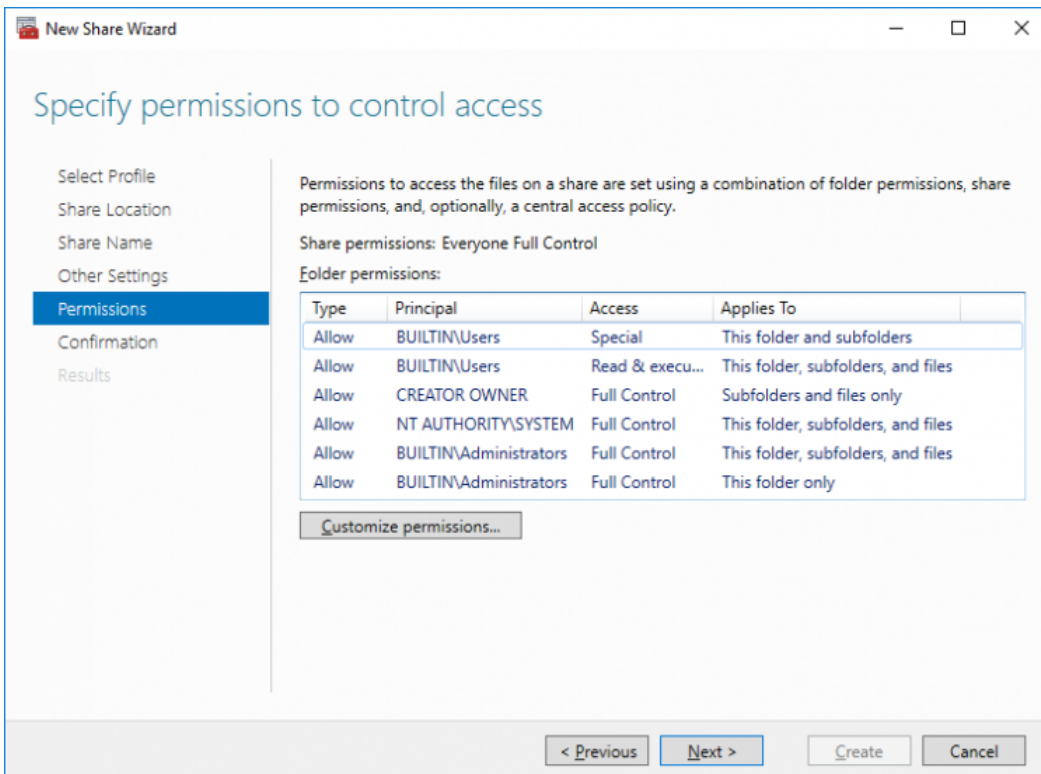 New Share Wizard
Specify permissions to control access
Select Profile
Share Location
Share Name
Other Settings
Permissions
Confirmation
Results
Permissions to access the files on a share are set using a combination of folder permissions, share
permissions, and, optionally, a central access policy.
Share permissions: Everyone Full Control
Folder permissions:
Type Principal Access Applies To
Allow BUILTIN\Users Special This folder and subfolders
Allow BUILTIN\Users Read & execu... This folder, subfolders, and files
Allow CREATOR OWNER Full Control Subfolders and files only
Allow NT AUTHORITY\SYSTEM Full Control This folder, subfolders, and files
Allow BUILTIN\Administrators Full Control This folder, subfolders, and files
Allow BUILTIN\Administrators Full Control This folder only
Customize permissions...
< Previous Next > Create Cancel